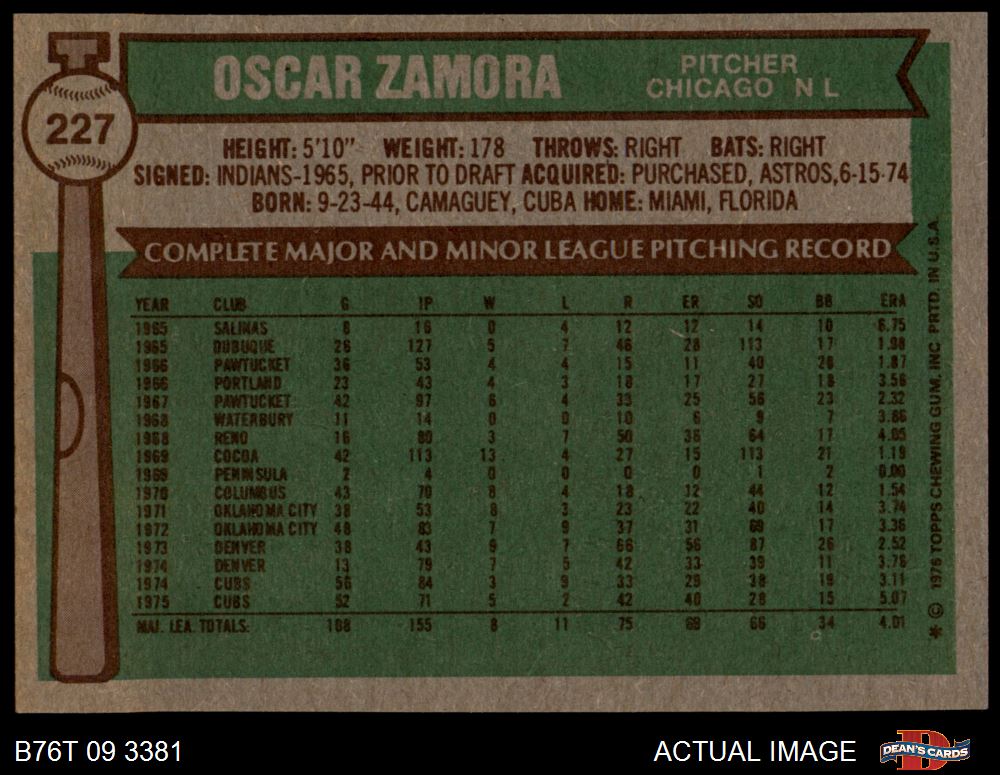 OSCAR ZAMORA
PITCHER
CHICAGO N L
227
HEIGHT: 5'10" WEIGHT: 178 THROWS: RIGHT BATS: RIGHT
SIGNED: INDIANS-1965, PRIOR TO DRAFT ACQUIRED: PURCHASED, ASTROS, 6-15-74
BORN: 9-23-44, CAMAGUEY, CUBA HOME: MIAMI, FLORIDA
COMPLETE MAJOR AND MINOR LEAGUE PITCHING RECORD
YEAR CLUB G IP W L R ER SO BB ERA
1965 SALINAS 8 16 0 4 12 12 14 10 6.75
1965 DUBUQUE 26 127 5 7 46 28 113 17 1.98
1966 PAWTUCKET 36 53 4 4 15 11 40 26 1.87
1966 PORTLAND 23 43 4 3 18 17 27 18 3.56
1967 PAWTUCKET 42 97 6 4 33 25 56 23 2.32
1968 WATERBURY 11 14 0 0 10 6 9 7 3.86
1968 RENO 16 80 3 7 50 36 64 17 4.05
1969 COCOA 42 113 13 4 27 15 113 21 1.19
1969 PENINSULA 2 4 0 0 0 0 1 2 0.00
1970 COLUMBUS 43 70 8 4 18 12 44 12 1.54
1971 OKLAHOMA CITY 38 53 8 3 23 22 40 14 3.74
1972 OKLAHOMA CITY 48 83 7 9 37 31 69 17 3.36
1973 DENVER 38 43 9 7 66 56 87 26 2.52
1974 DENVER 13 79 7 5 42 33 39 11 3.76
1974 CUBS 56 84 3 9 33 29 38 19 3.11
1975 CUBS 52 71 5 2 42 40 28 15 5.07
MAJ. LEA. TOTALS: 108 155 8 11 75 69 66 34 4.01
* © 1976 TOPPS CHEWING GUM, INC PRTD. IN U.S.A.
B76T 09 3381
ACTUAL IMAGE
DEAN'S CARDS